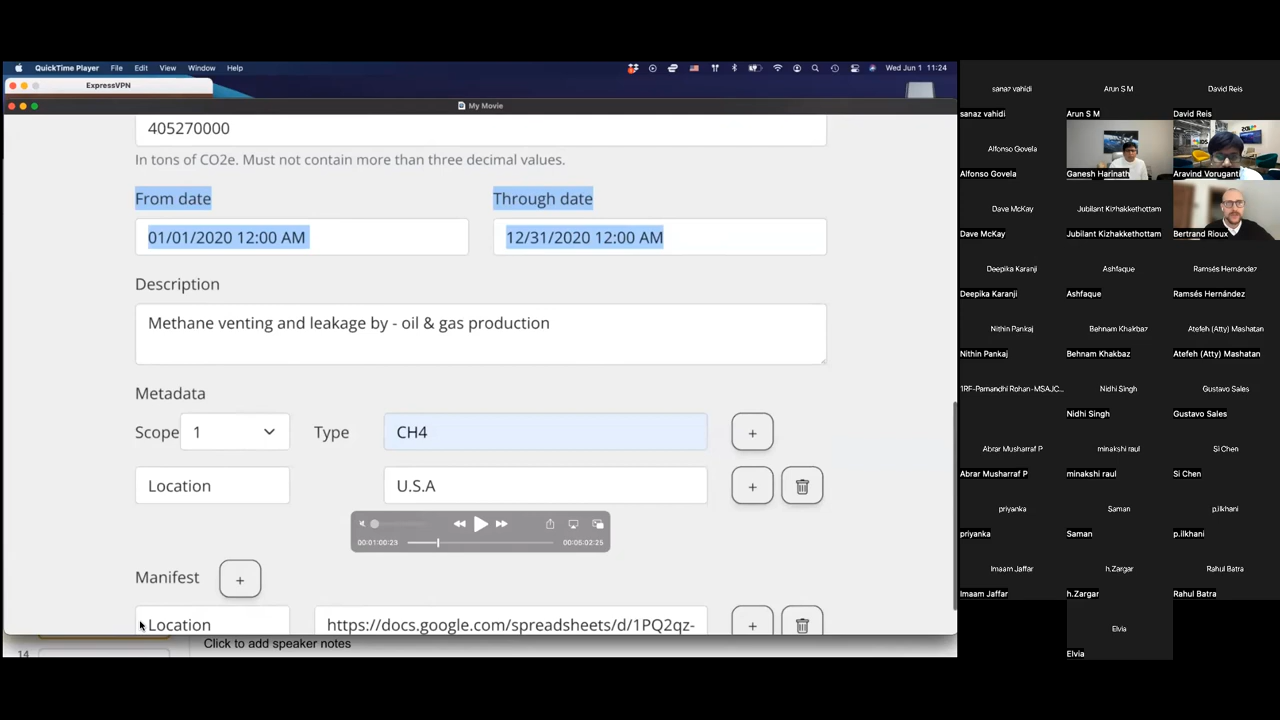 QuickTime Player File Edit View Window Help Wed Jun 1 11:24
ExpressVPN
My Movie
405270000
In tons of CO2e. Must not contain more than three decimal values.
From date Through date
01/01/2020 12:00 AM 12/31/2020 12:00 AM
Description
Methane venting and leakage by - oil & gas production
Metadata
Scope 1 Type CH4 +
Location U.S.A +
00:01:00:23 00:05:02:25
Manifest +
Location https://docs.google.com/spreadsheets/d/1PQ2qz- +
14 Click to add speaker notes
sanaz vahidi Arun S M David Reis
sanaz vahidi Arun S M David Reis
Alfonso Govela
Alfonso Govela Ganesh Harinath Aravind Voruganti
Dave McKay Jubilant Kizhakkethottam
Dave McKay Jubilant Kizhakkethottam Bertrand Rioux
Deepika Karanji Ashfaque Ramsés Hernández
Deepika Karanji Ashfaque Ramsés Hernández
Nithin Pankaj Behnam Khakbaz Atefeh (Atty) Mashatan
Nithin Pankaj Behnam Khakbaz Atefeh (Atty) Mashatan
1RF-Pamandhi Rohan-MSAJC... Nidhi Singh Gustavo Sales
Nidhi Singh Gustavo Sales
Abrar Musharraf P minakshi raul Si Chen
Abrar Musharraf P minakshi raul Si Chen
priyanka Saman p.ilkhani
priyanka Saman p.ilkhani
Imaam Jaffar h.Zargar Rahul Batra
Imaam Jaffar h.Zargar Rahul Batra
Elvia
Elvia